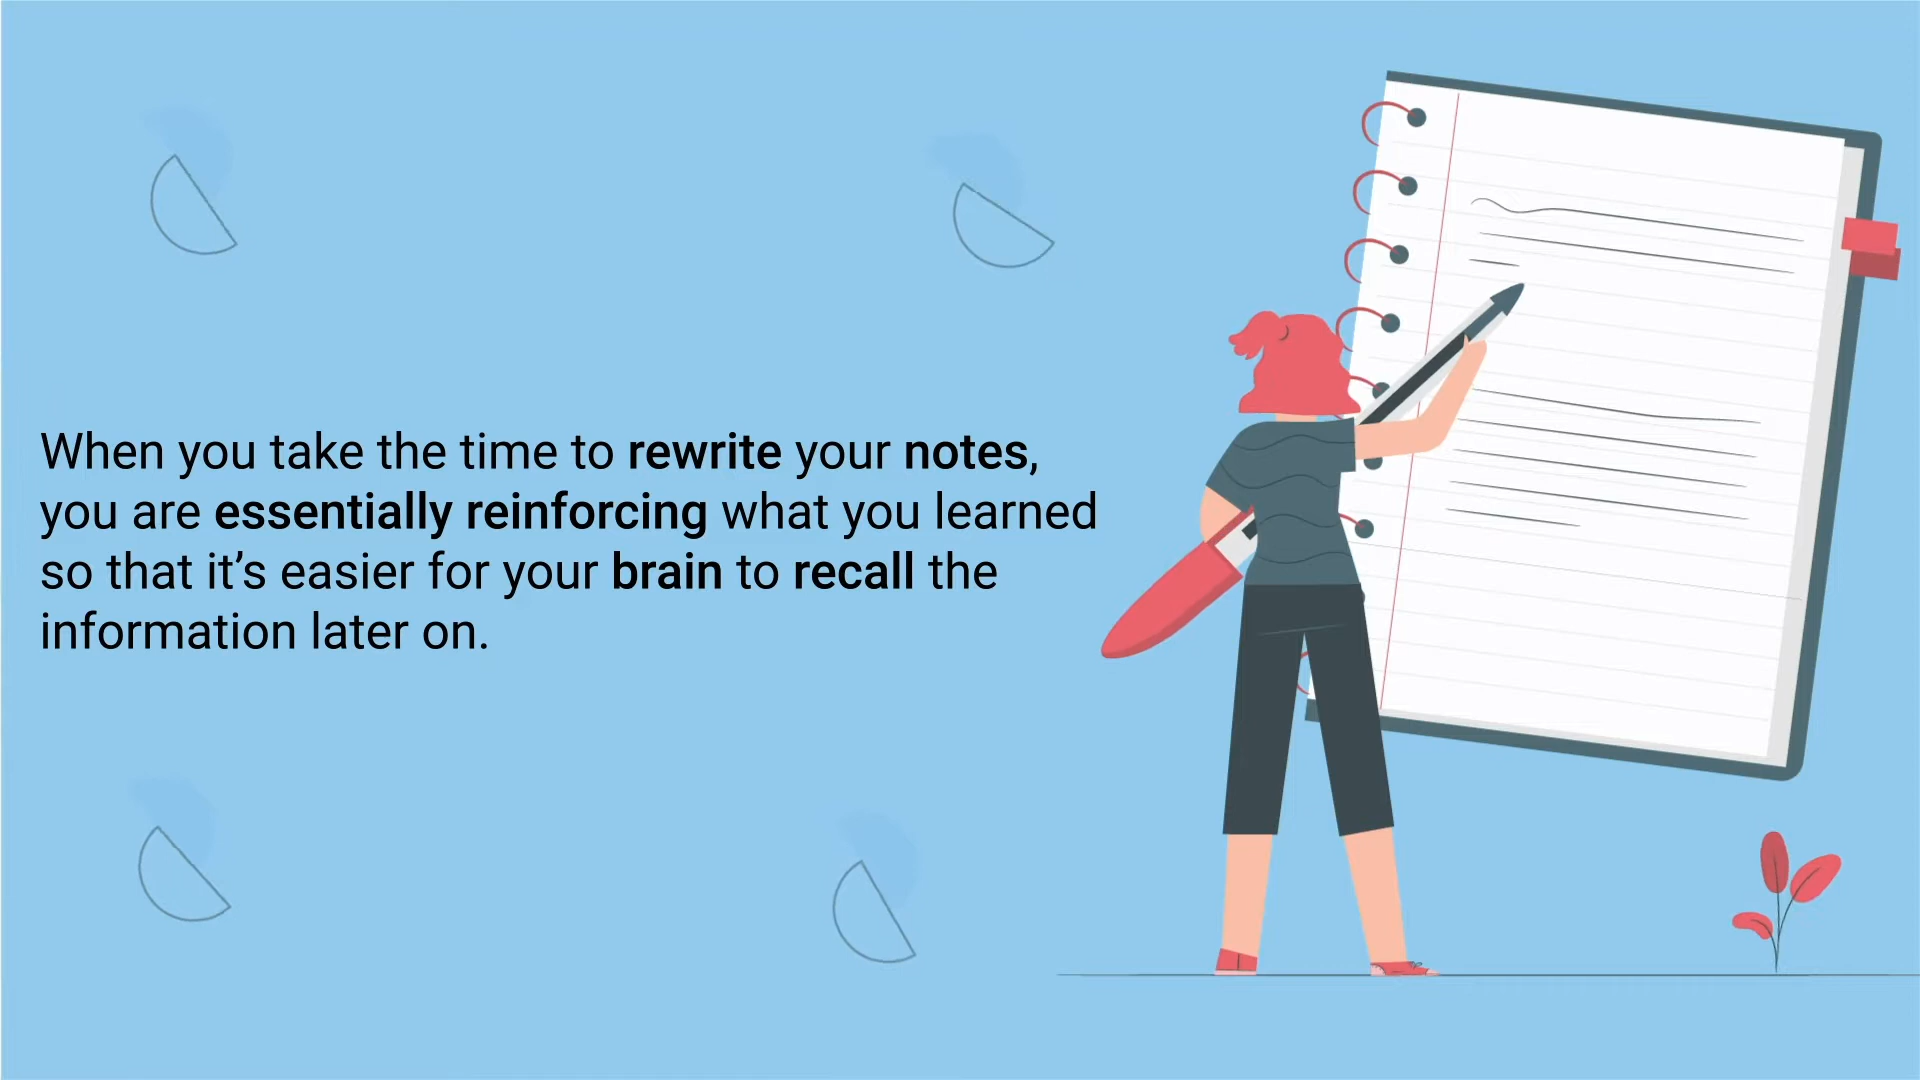 When you take the time to rewrite your notes,
you are essentially reinforcing what you learned
so that it’s easier for your brain to recall the
information later on.